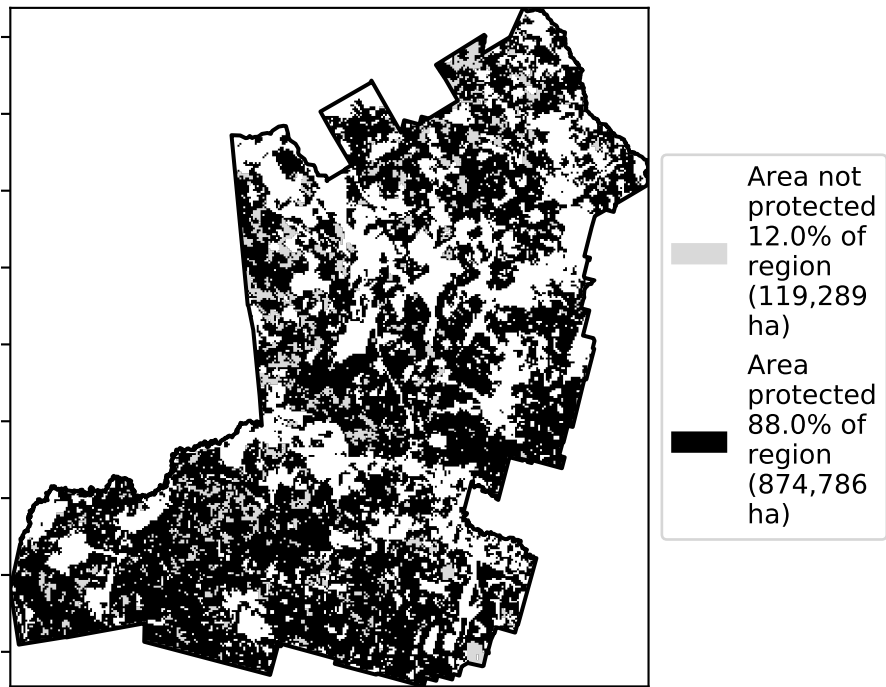 Area not
protected
12.0% of
region
(119,289
ha)
Area
protected
88.0% of
region
(874,786
ha)